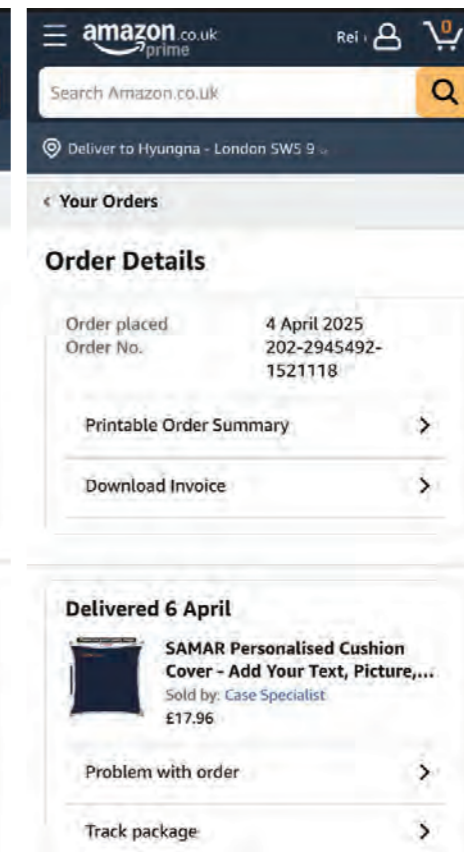 amazon.co.uk
prime
Rei
0
Search Amazon.co.uk
Deliver to Hyungna - London SW5 9
< Your Orders
Order Details
Order placed 4 April 2025
Order No. 202-2945492-
1521118
Printable Order Summary
Download Invoice
Delivered 6 April
SAMAR Personalised Cushion
Cover - Add Your Text, Picture,...
Sold by: Case Specialist
£17.96
Problem with order
Track package